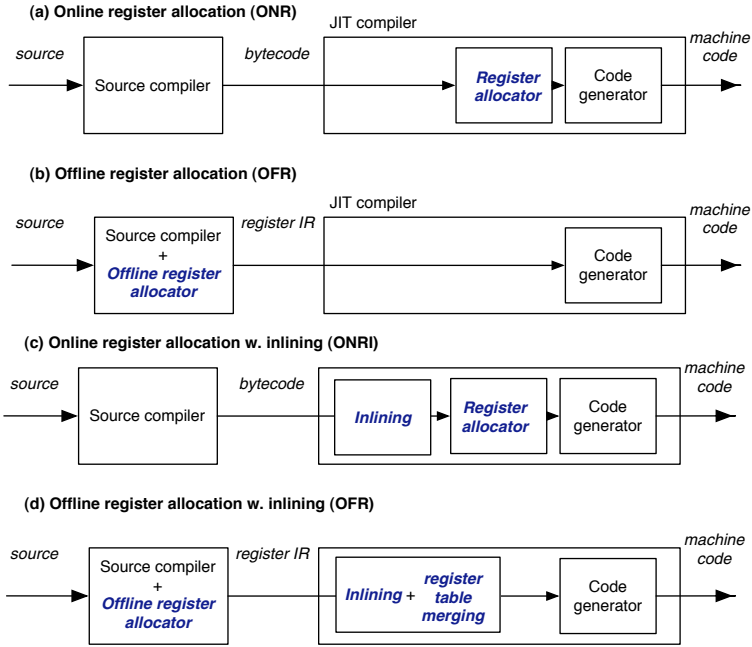 (a) Online register allocation (ONR)
JIT compiler
source
bytecode
machine
code
Source compiler
Register
allocator
Code
generator
(b) Offline register allocation (OFR)
JIT compiler
source
register IR
machine
code
Source compiler
+
Offline register
allocator
Code
generator
(c) Online register allocation w. inlining (ONRI)
source
bytecode
machine
code
Source compiler
Inlining
Register
allocator
Code
generator
(d) Offline register allocation w. inlining (OFR)
source
register IR
machine
code
Source compiler
+
Offline register
allocator
Inlining + register
table
merging
Code
generator